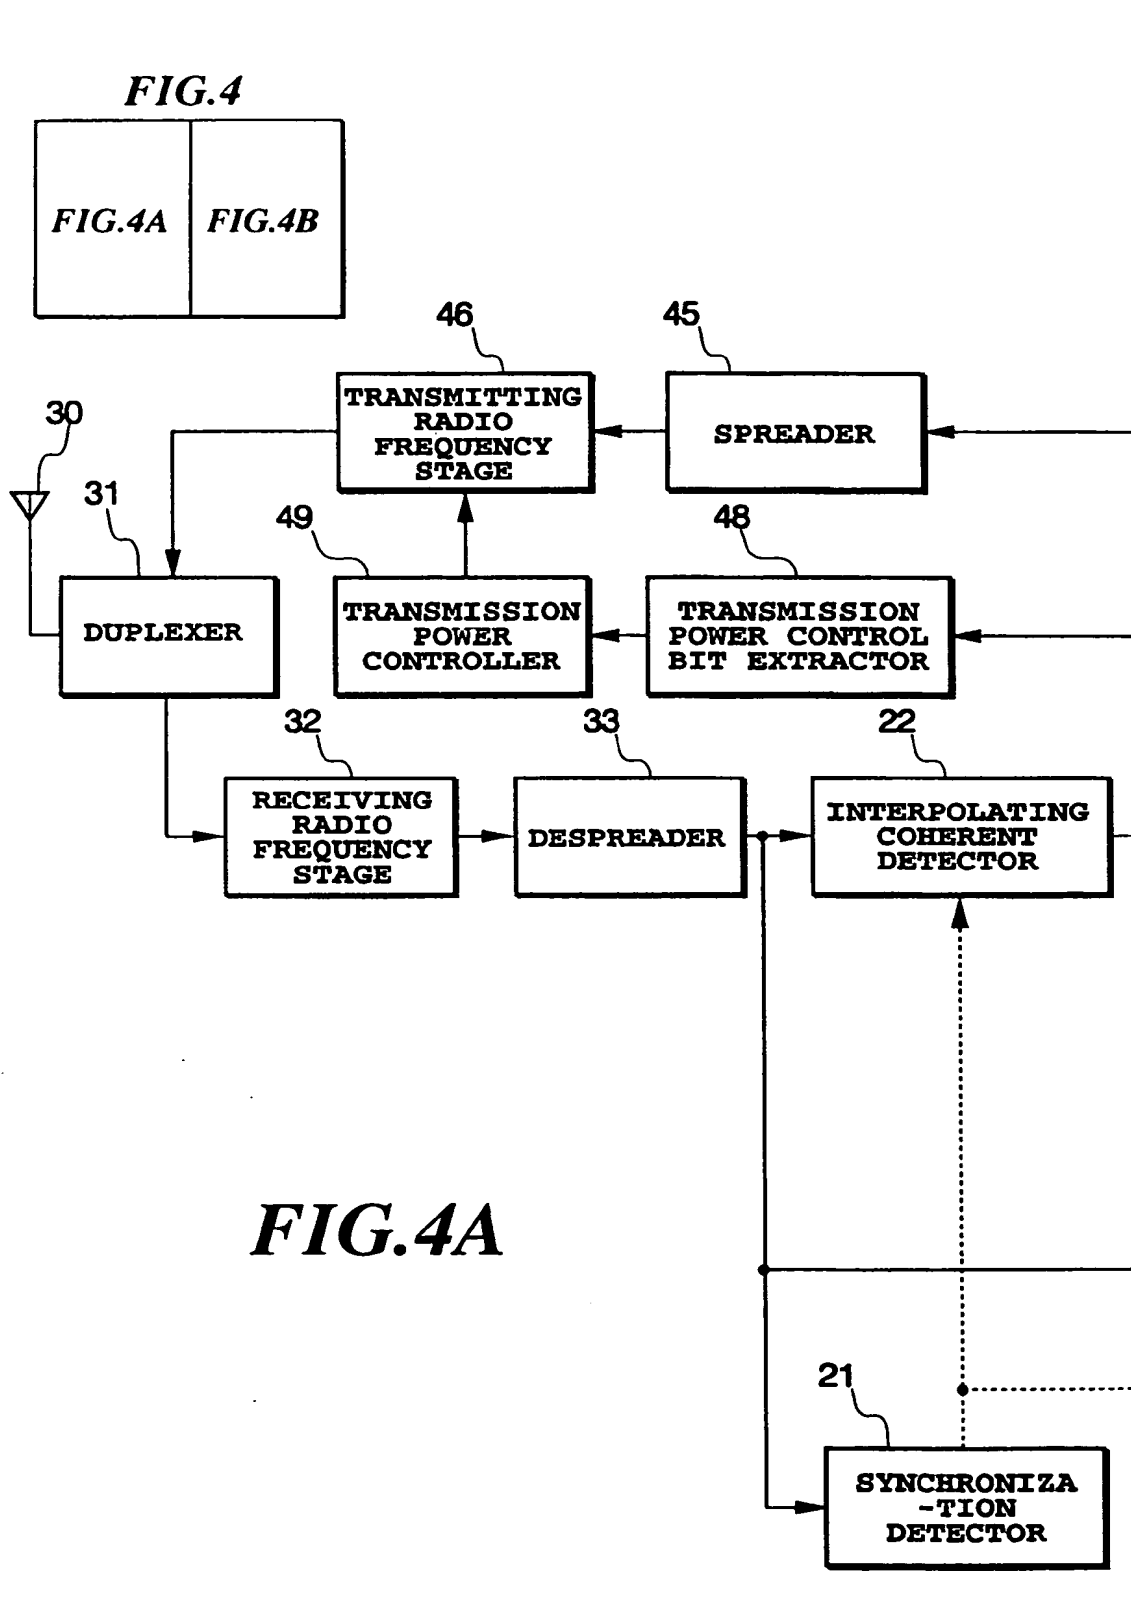 FIG.4
FIG.4A
FIG.4B
46
45
TRANSMITTING
RADIO
FREQUENCY
STAGE
SPREADER
30
31
49
48
DUPLEXER
TRANSMISSION
POWER
CONTROLLER
TRANSMISSION
POWER CONTROL
BIT EXTRACTOR
32
33
22
RECEIVING
RADIO
FREQUENCY
STAGE
DESPREADER
INTERPOLATING
COHERENT
DETECTOR
FIG.4A
21
SYNCHRONIZA
-TION
DETECTOR